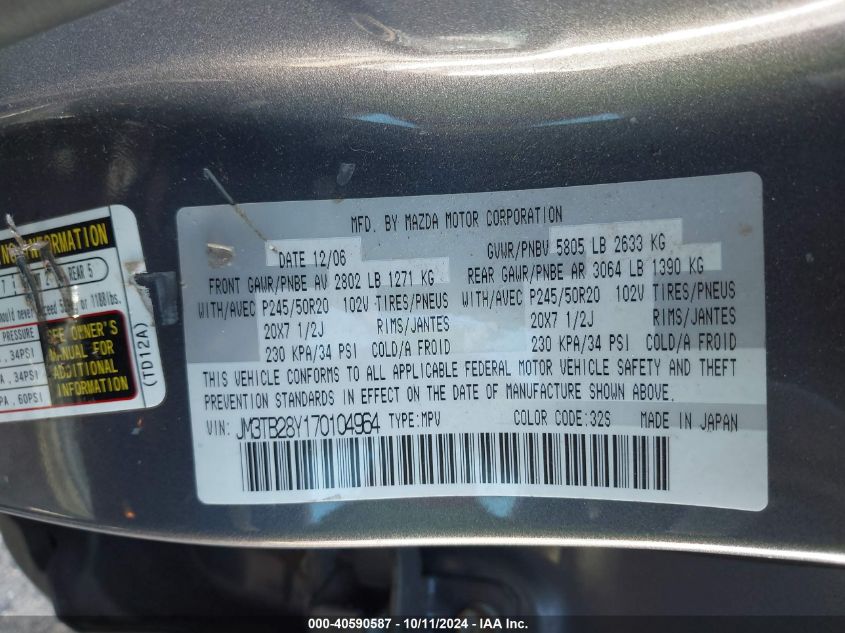 MFD. BY MAZDA MOTOR CORPORATION
DATE 12/06 GVWR/PNBV 5805 LB 2633 KG
FRONT GAWR/PNBE AV 2802 LB 1271 KG REAR GAWR/PNBE AR 3064 LB 1390 KG
WITH/AVEC P245/50R20 102V TIRES/PNEUS WITH/AVEC P245/50R20 102V TIRES/PNEUS
20X7 1/2J RIMS/JANTES 20X7 1/2J RIMS/JANTES
230 KPA/34 PSI COLD/A FROID 230 KPA/34 PSI COLD/A FROID
THIS VEHICLE CONFORMS TO ALL APPLICABLE FEDERAL MOTOR VEHICLE SAFETY AND THEFT
PREVENTION STANDARDS IN EFFECT ON THE DATE OF MANUFACTURE SHOWN ABOVE.
VIN: JM3TB28Y170104964 TYPE:MPV COLOR CODE:32S MADE IN JAPAN
INFORMATION
REAR 5
or 1188lbs.
PRESSURE
34PSI
34PSI
60PSI
SEE OWNER'S
MANUAL FOR
ADDITIONAL
INFORMATION
(TD12A)
000-40590587 - 10/11/2024 - IAA Inc.